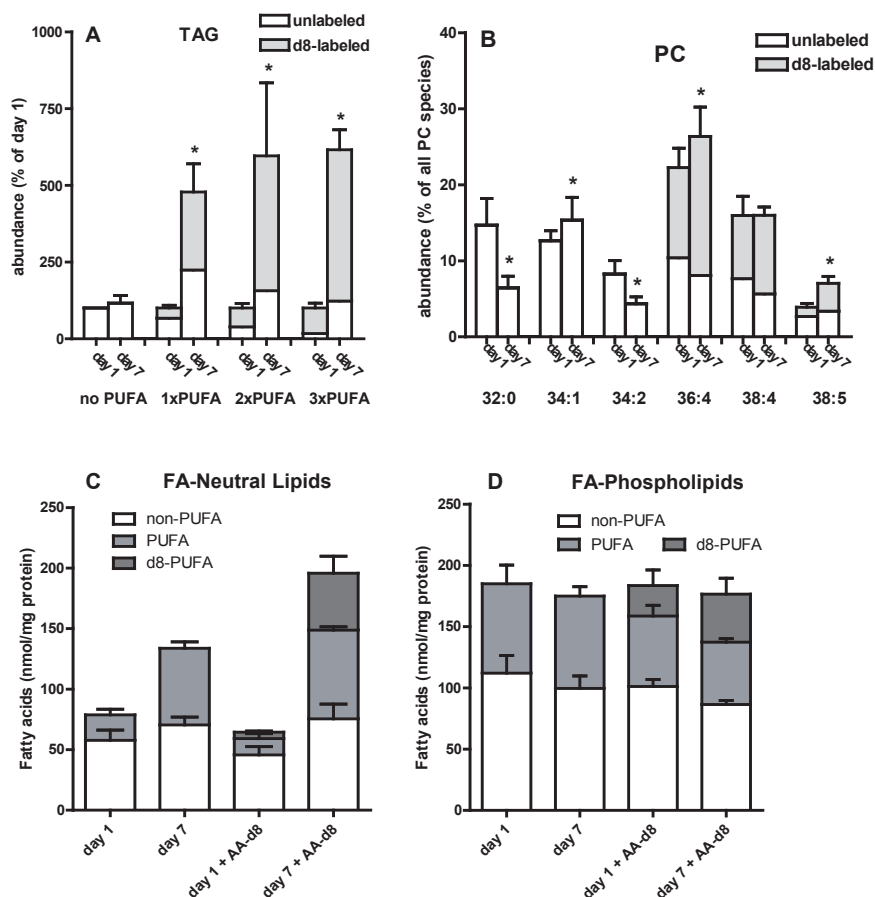 A
TAG
unlabeled
d8-labeled
1000
750
500
250
0
abundance (% of day 1)
*
*
*
day 1
day 7
day 1
day 7
day 1
day 7
day 1
day 7
no PUFA
1xPUFA
2xPUFA
3xPUFA
B
PC
unlabeled
d8-labeled
40
30
20
10
0
abundance (% of all PC species)
*
*
*
*
*
day 1
day 7
day 1
day 7
day 1
day 7
day 1
day 7
day 1
day 7
day 1
day 7
32:0
34:1
34:2
36:4
38:4
38:5
C
FA-Neutral Lipids
non-PUFA
PUFA
d8-PUFA
250
200
150
100
50
0
Fatty acids (nmol/mg protein)
day 1
day 7
day 1 + AA-d8
day 7 + AA-d8
D
FA-Phospholipids
non-PUFA
PUFA
d8-PUFA
250
200
150
100
50
0
Fatty acids (nmol/mg protein)
day 1
day 7
day 1 + AA-d8
day 7 + AA-d8